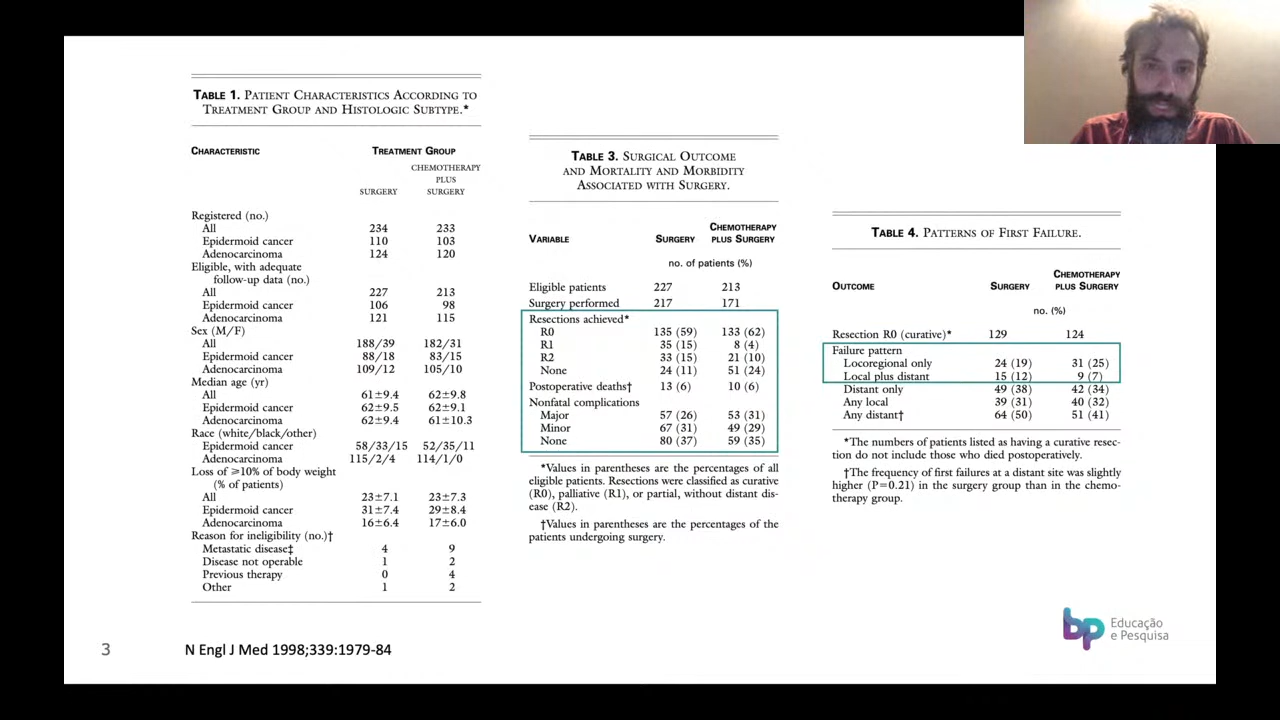 TABLE 1. PATIENT CHARACTERISTICS ACCORDING TO
TREATMENT GROUP AND HISTOLOGIC SUBTYPE.*
CHARACTERISTIC TREATMENT GROUP
CHEMOTHERAPY
PLUS
SURGERY SURGERY
Registered (no.)
All 234 233
Epidermoid cancer 110 103
Adenocarcinoma 124 120
Eligible, with adequate
follow-up data (no.)
All 227 213
Epidermoid cancer 106 98
Adenocarcinoma 121 115
Sex (M/F)
All 188/39 182/31
Epidermoid cancer 88/18 83/15
Adenocarcinoma 109/12 105/10
Median age (yr)
All 61±9.4 62±9.8
Epidermoid cancer 62±9.5 62±9.1
Adenocarcinoma 62±9.4 61±10.3
Race (white/black/other)
Epidermoid cancer 58/33/15 52/35/11
Adenocarcinoma 115/2/4 114/1/0
Loss of ≥10% of body weight
(% of patients)
All 23±7.1 23±7.3
Epidermoid cancer 31±7.4 29±8.4
Adenocarcinoma 16±6.4 17±6.0
Reason for ineligibility (no.)†
Metastatic disease‡ 4 9
Disease not operable 1 2
Previous therapy 0 4
Other 1 2
TABLE 3. SURGICAL OUTCOME
AND MORTALITY AND MORBIDITY
ASSOCIATED WITH SURGERY.
VARIABLE SURGERY CHEMOTHERAPY
PLUS SURGERY
no. of patients (%)
Eligible patients 227 213
Surgery performed 217 171
Resections achieved*
R0 135 (59) 133 (62)
R1 35 (15) 8 (4)
R2 33 (15) 21 (10)
None 24 (11) 51 (24)
Postoperative deaths† 13 (6) 10 (6)
Nonfatal complications
Major 57 (26) 53 (31)
Minor 67 (31) 49 (29)
None 80 (37) 59 (35)
*Values in parentheses are the percentages of all
eligible patients. Resections were classified as curative
(R0), palliative (R1), or partial, without distant dis-
ease (R2).
†Values in parentheses are the percentages of the
patients undergoing surgery.
TABLE 4. PATTERNS OF FIRST FAILURE.
OUTCOME SURGERY CHEMOTHERAPY
PLUS SURGERY
no. (%)
Resection R0 (curative)* 129 124
Failure pattern
Locoregional only 24 (19) 31 (25)
Local plus distant 15 (12) 9 (7)
Distant only 49 (38) 42 (34)
Any local 39 (31) 40 (32)
Any distant† 64 (50) 51 (41)
*The numbers of patients listed as having a curative resec-
tion do not include those who died postoperatively.
†The frequency of first failures at a distant site was slightly
higher (P=0.21) in the surgery group than in the chemo-
therapy group.
3
N Engl J Med 1998;339:1979-84
bp Educação
e Pesquisa